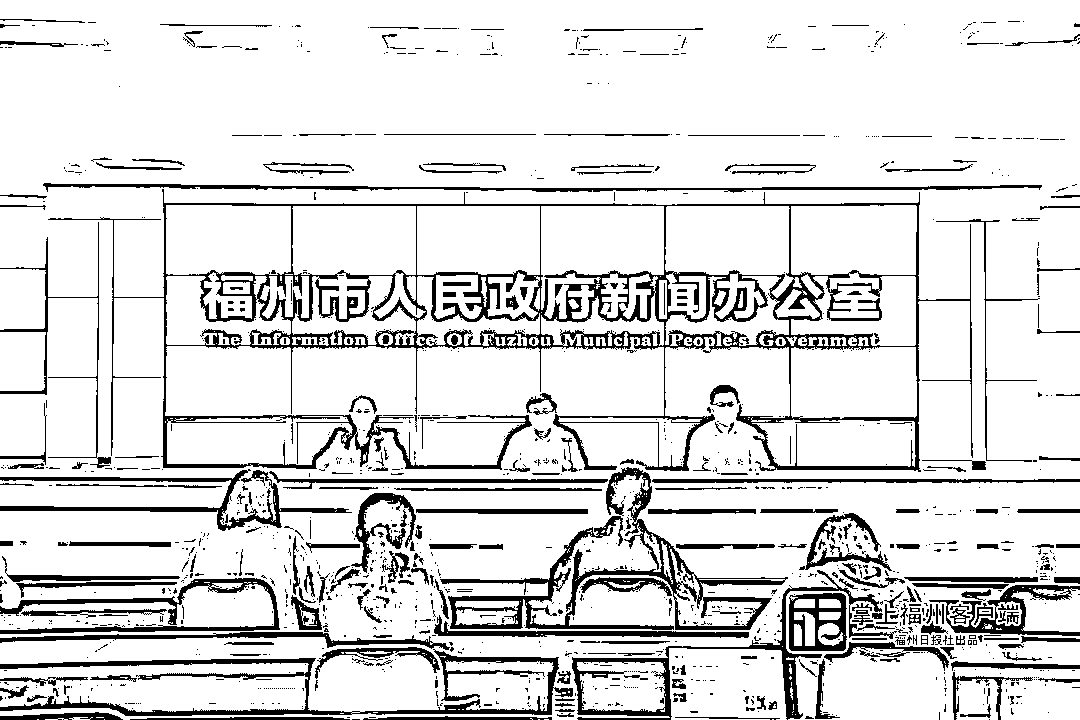 福州市人民政府新闻办公室
The Information Office Of Fuzhou Municipal People's Government
掌上福州客户端
福州日报社出品